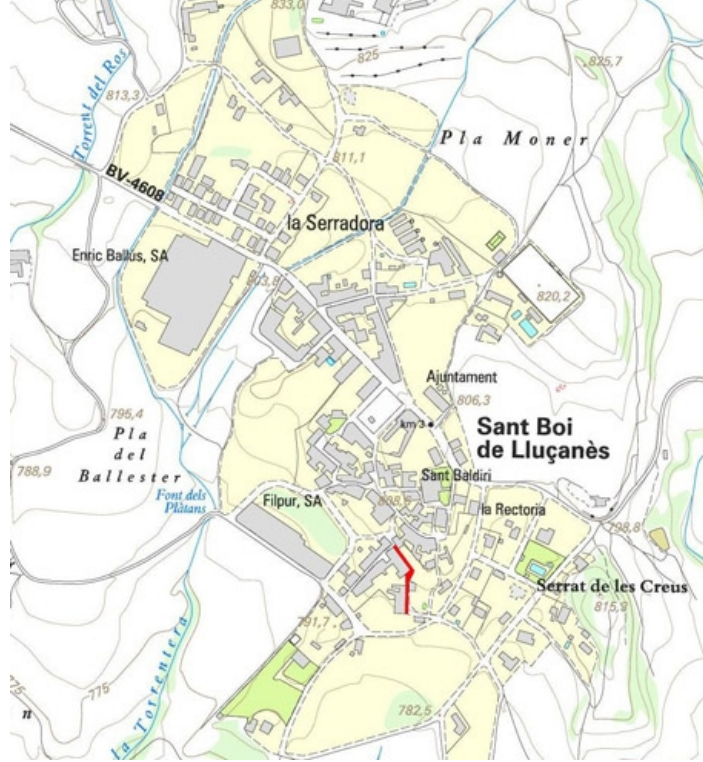 833,0
825
825,7
813,3
Torrent del Ros
Pla Moner
811,1
BV-4608
la Serradora
Enric Ballús, SA
803,8
820,2
Ajuntament
806,3
795,4
km 3
Sant Boi
de Lluçanès
Pla
del
Ballester
788,9
Sant Baldiri
Font dels
Plàtans
Filpur, SA
la Rectoria
798,8
Serrat de les Creus
815,3
791,7
775
775
la Torrentera
n
782,5